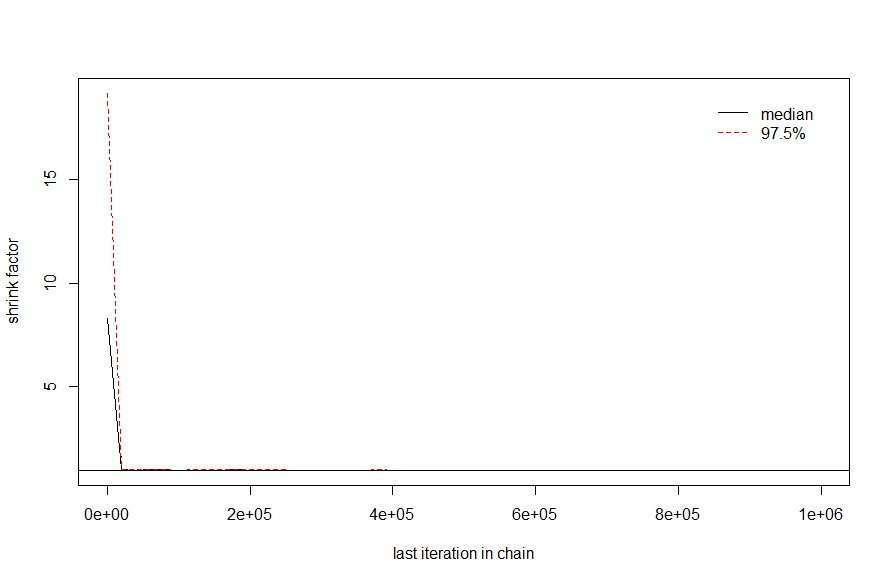 median
97.5%
15
10
5
shrink factor
0e+00 2e+05 4e+05 6e+05 8e+05 1e+06
last iteration in chain